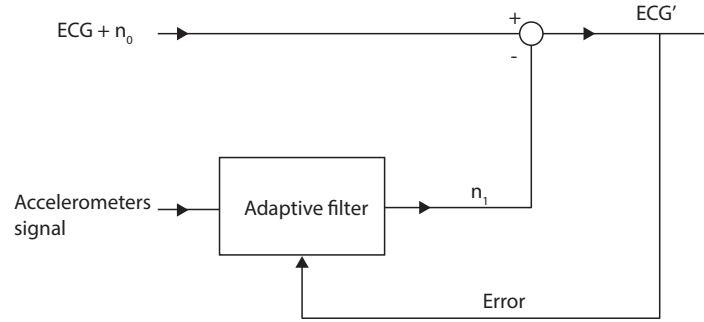 ECG'
+
ECG + n₀
-
Adaptive filter
n₁
Accelerometers
signal
Error